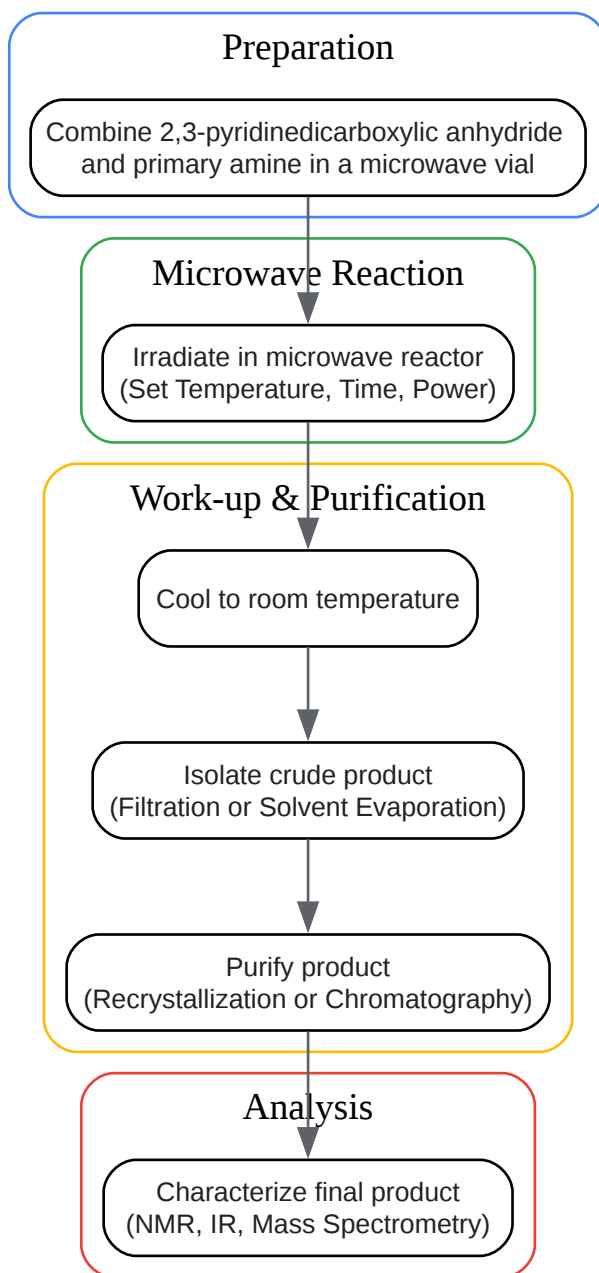 Preparation
Combine 2,3-pyridinedicarboxylic anhydride
and primary amine in a microwave vial
Microwave Reaction
Irradiate in microwave reactor
(Set Temperature, Time, Power)
Work-up & Purification
Cool to room temperature
Isolate crude product
(Filtration or Solvent Evaporation)
Purify product
(Recrystallization or Chromatography)
Analysis
Characterize final product
(NMR, IR, Mass Spectrometry)